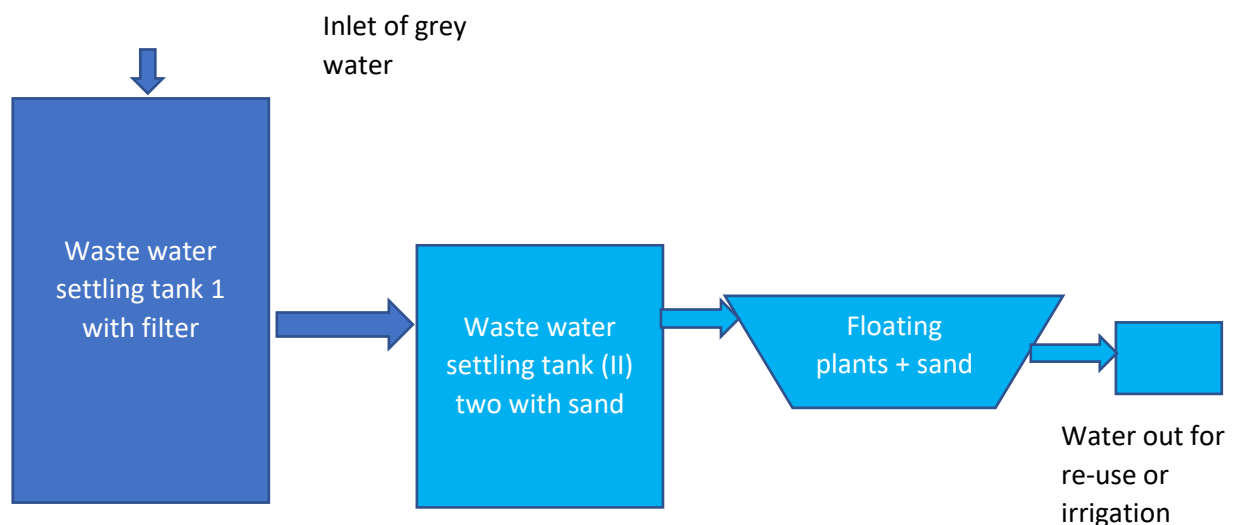 Inlet of grey
water
Waste water
settling tank 1
with filter
Waste water
settling tank (II)
two with sand
Floating
plants + sand
Water out for
re-use or
irrigation